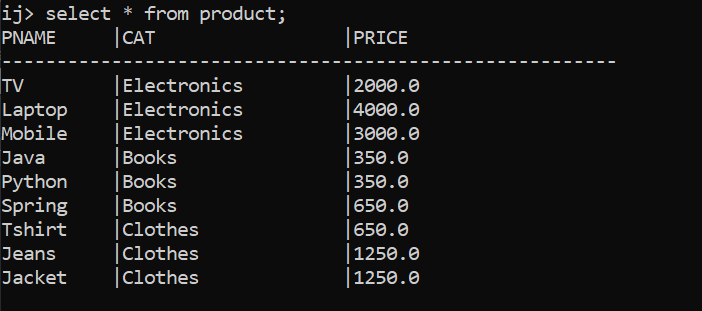 ij> select * from product;
PNAME     |CAT                 |PRICE
--------------------------------------------------------
TV        |Electronics         |2000.0
Laptop    |Electronics         |4000.0
Mobile    |Electronics         |3000.0
Java      |Books               |350.0
Python    |Books               |350.0
Spring    |Books               |650.0
Tshirt    |Clothes             |650.0
Jeans     |Clothes             |1250.0
Jacket    |Clothes             |1250.0